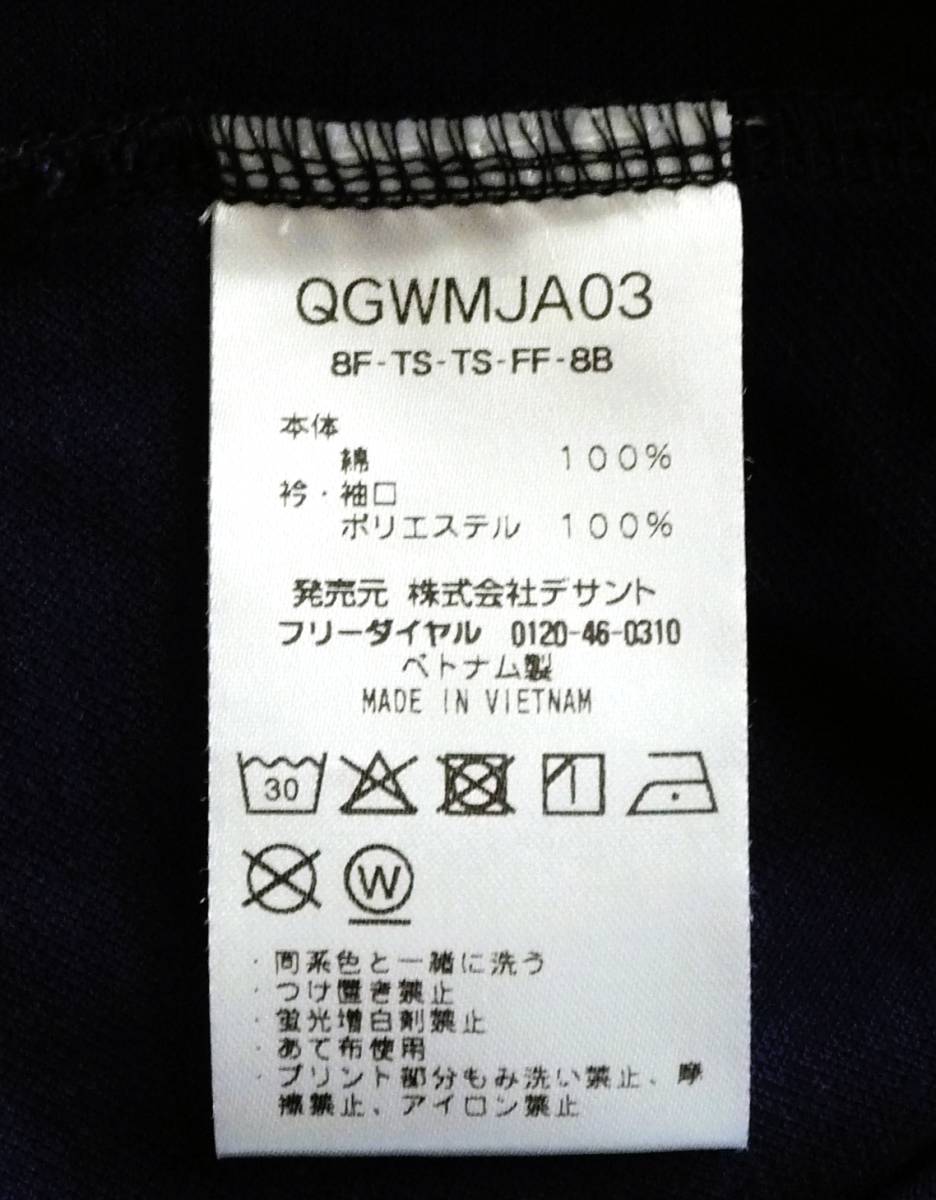 QGWMJA03
8F-TS-TS-FF-8B
本体
綿 100%
衿・袖口
ポリエステル 100%
発売元 株式会社デサント
フリーダイヤル 0120-46-0310
ベトナム製
MADE IN VIETNAM
30
W
・同系色と一緒に洗う
・つけ置き禁止
・蛍光増白剤禁止
・あて布使用
・プリント部分もみ洗い禁止、摩
擦禁止、アイロン禁止